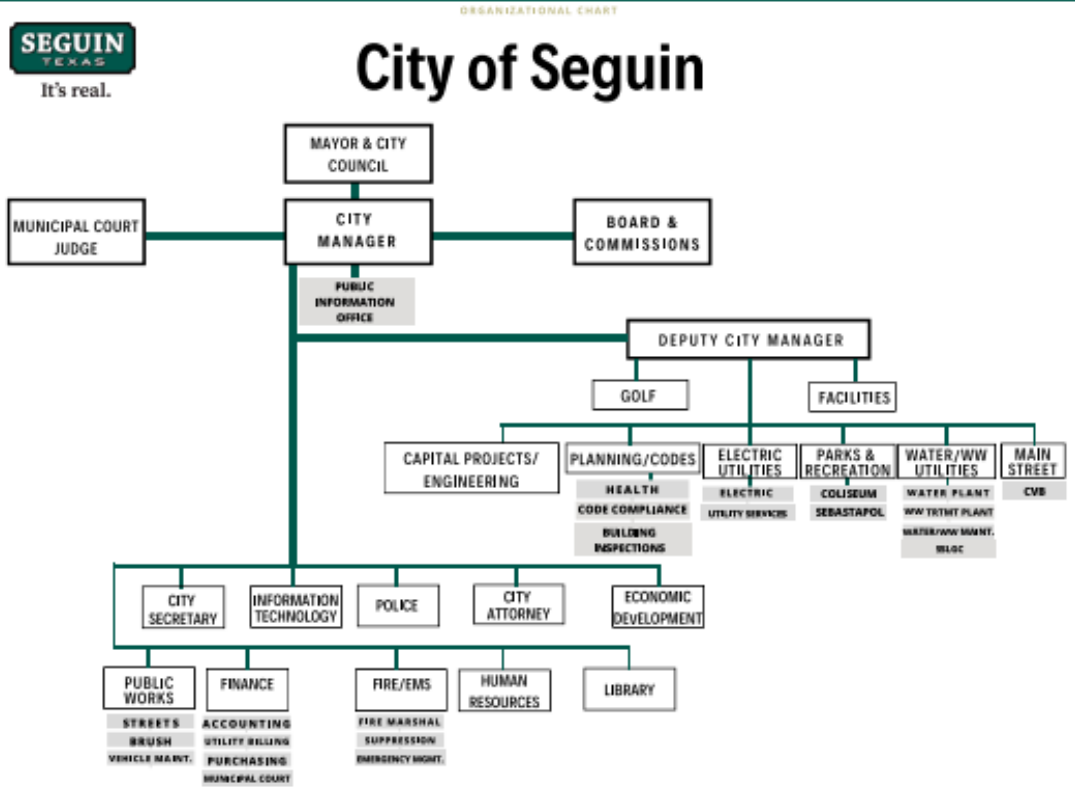 ORGANIZATIONAL CHART
SEGUIN
TEXAS
It's real.
City of Seguin
MAYOR & CITY
COUNCIL
MUNICIPAL COURT
JUDGE
CITY
MANAGER
BOARD &
COMMISSIONS
PUBLIC
INFORMATION
OFFICE
DEPUTY CITY MANAGER
GOLF
FACILITIES
CAPITAL PROJECTS/
ENGINEERING
PLANNING/CODES
HEALTH
CODE COMPLIANCE
BUILDING
INSPECTIONS
ELECTRIC
UTILITIES
ELECTRIC
UTILITY SERVICES
PARKS &
RECREATION
COLISEUM
SEBASTAPOL
WATER/WW
UTILITIES
WATER PLANT
WW TRTMT PLANT
WATER/WW MAINT.
MAIN
STREET
CVB
CITY
SECRETARY
INFORMATION
TECHNOLOGY
POLICE
CITY
ATTORNEY
ECONOMIC
DEVELOPMENT
PUBLIC
WORKS
STREETS
BRUSH
VEHICLE MAINT.
FINANCE
ACCOUNTING
UTILITY BILLING
PURCHASING
MUNICIPAL COURT
FIRE/EMS
FIRE MARSHAL
SUPPRESSION
EMERGENCY MGMT.
HUMAN
RESOURCES
LIBRARY